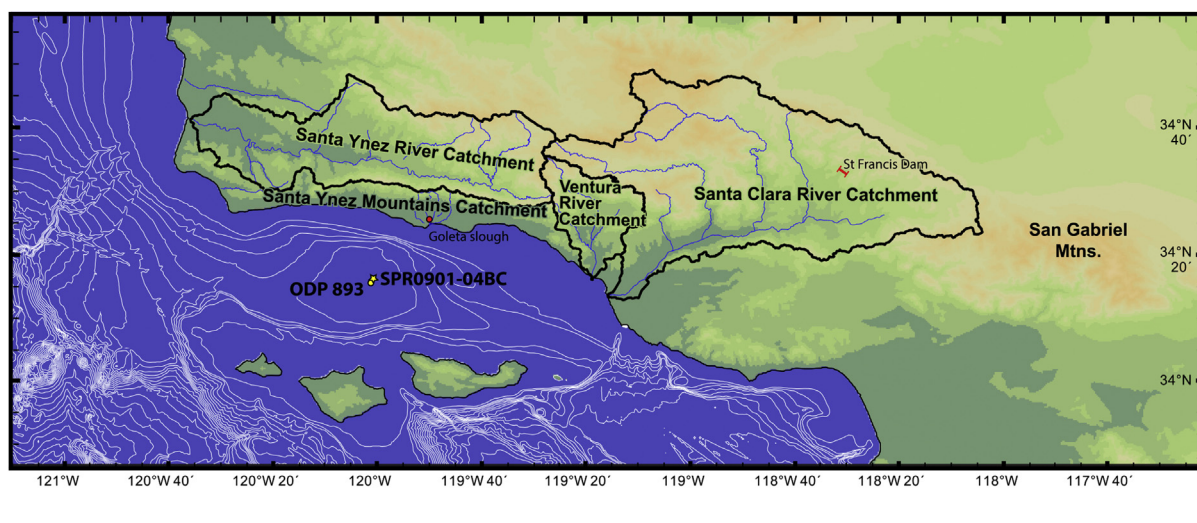 34°N
40´
Santa Ynez River Catchment
St Francis Dam
Ventura
River
Catchment
Santa Clara River Catchment
Santa Ynez Mountains Catchment
Goleta slough
San Gabriel
Mtns.
34°N
20´
SPR0901-04BC
ODP 893
34°N
121°W
120°W 40´
120°W 20´
120°W
119°W 40´
119°W 20´
119°W
118°W 40´
118°W 20´
118°W
117°W 40´